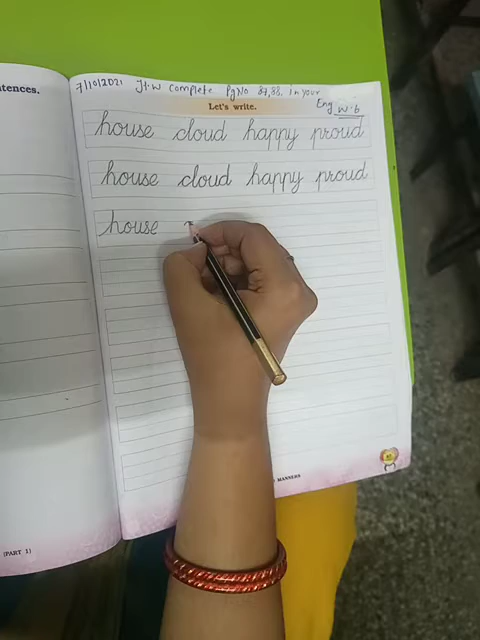 tences.
7/10/2021 H.W Complete Pg No 37,38, in your
Eng W.b
Let's write.
house cloud happy proud
house cloud happy proud
house
MANNERS
(PART 1)